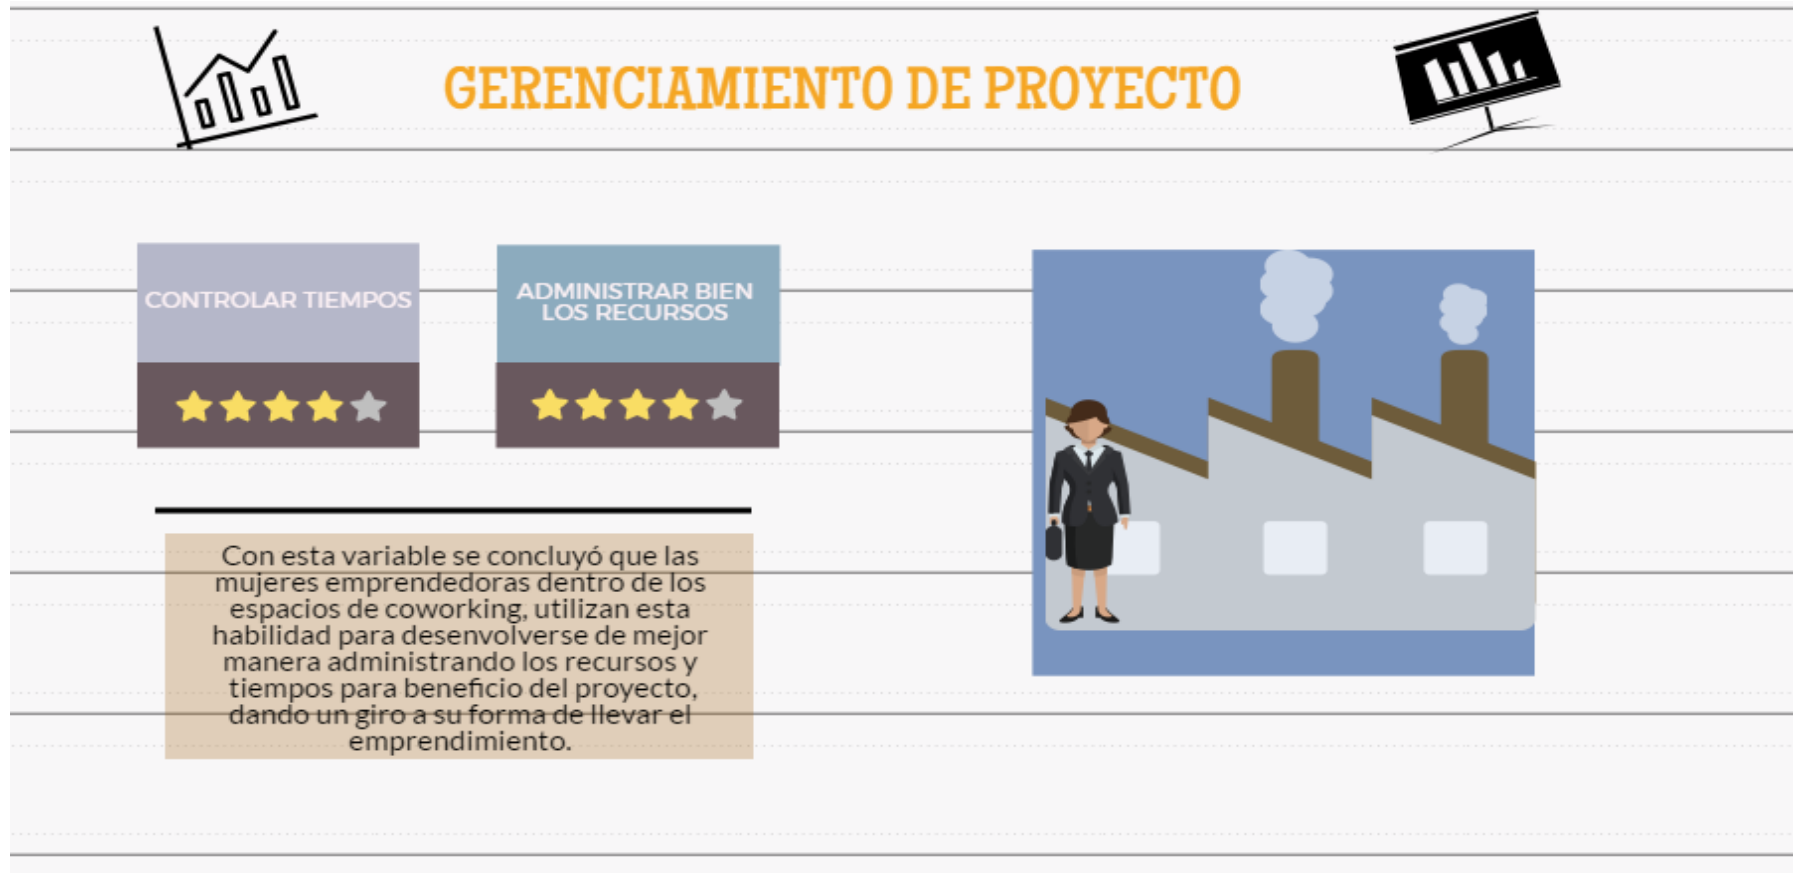 GERENCIAMIENTO DE PROYECTO
CONTROLAR TIEMPOS
ADMINISTRAR BIEN
LOS RECURSOS
Con esta variable se concluyó que las
mujeres emprendedoras dentro de los
espacios de coworking, utilizan esta
habilidad para desenvolverse de mejor
manera administrando los recursos y
tiempos para beneficio del proyecto,
dando un giro a su forma de llevar el
emprendimiento.